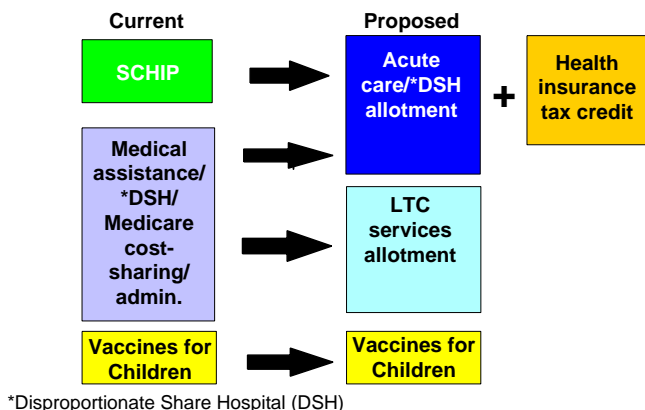 Current
Proposed
SCHIP
Acute
care/*DSH
allotment
+
Health
insurance
tax credit
Medical
assistance/
*DSH/
Medicare
cost-
sharing/
admin.
LTC
services
allotment
Vaccines for
Children
Vaccines for
Children
*Disproportionate Share Hospital (DSH)